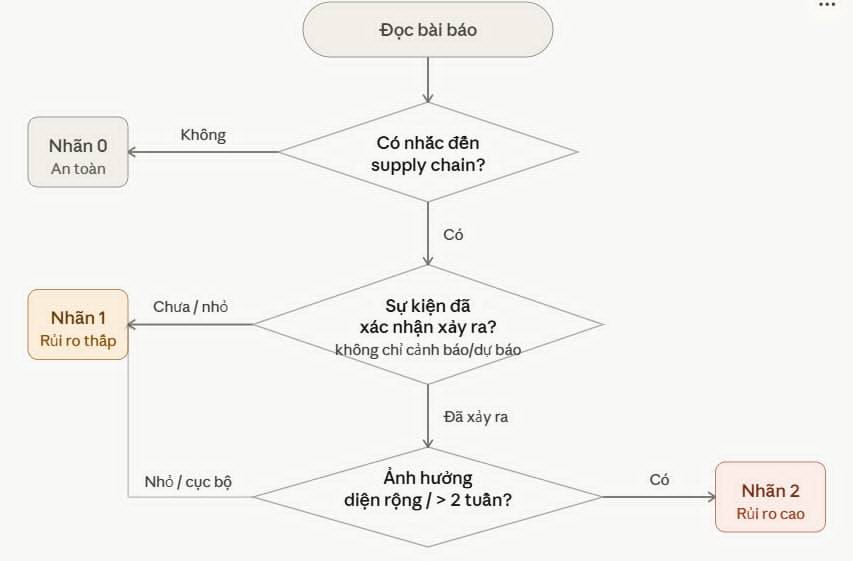 Đọc bài báo
Có nhắc đến
supply chain?
Không
Nhãn 0
An toàn
Có
Sự kiện đã
xác nhận xảy ra?
không chỉ cảnh báo/dự báo
Chưa / nhỏ
Nhãn 1
Rủi ro thấp
Đã xảy ra
Ảnh hưởng
diện rộng / > 2 tuần?
Nhỏ / cục bộ
Có
Nhãn 2
Rủi ro cao